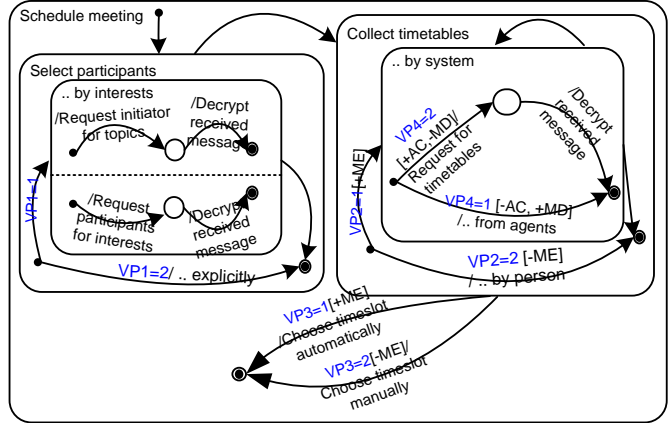 Schedule meeting
Select participants
.. by interests
/Request initiator
for topics
/Decrypt
received
message
/Request
participants
for interests
/Decrypt
received
message
VP1=1
VP1=2/ .. explicitly
Collect timetables
.. by system
VP4=2
[+AC,-MD]/
Request for
timetables
/Decrypt
received
message
VP4=1 [-AC, +MD]
/ .. from agents
VP2=1[+ME]
VP2=2 [-ME]
/ .. by person
VP3=1[+ME]
/Choose timeslot
automatically
VP3=2[-ME]/
Choose timeslot
manually